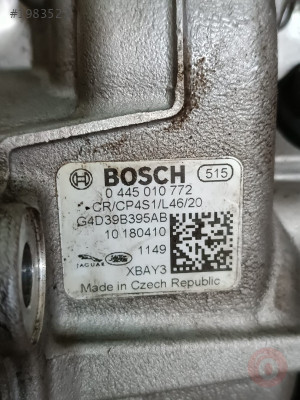 BOSCH 515
0 445 010 772
CR/CP4S1/L46/20
G4D39B395AB
10 180410
1149
JAGUAR
XBAY3
Made in Czech Republic